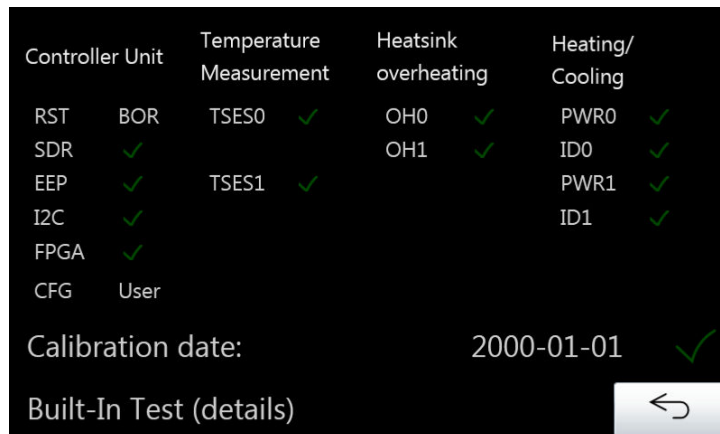 Controller Unit
Temperature
Measurement
Heatsink
overheating
Heating/
Cooling
RST BOR TSES0 OH0 PWR0
SDR OH1 ID0
EEP TSES1 PWR1
I2C ID1
FPGA
CFG User
Calibration date: 2000-01-01
Built-In Test (details)